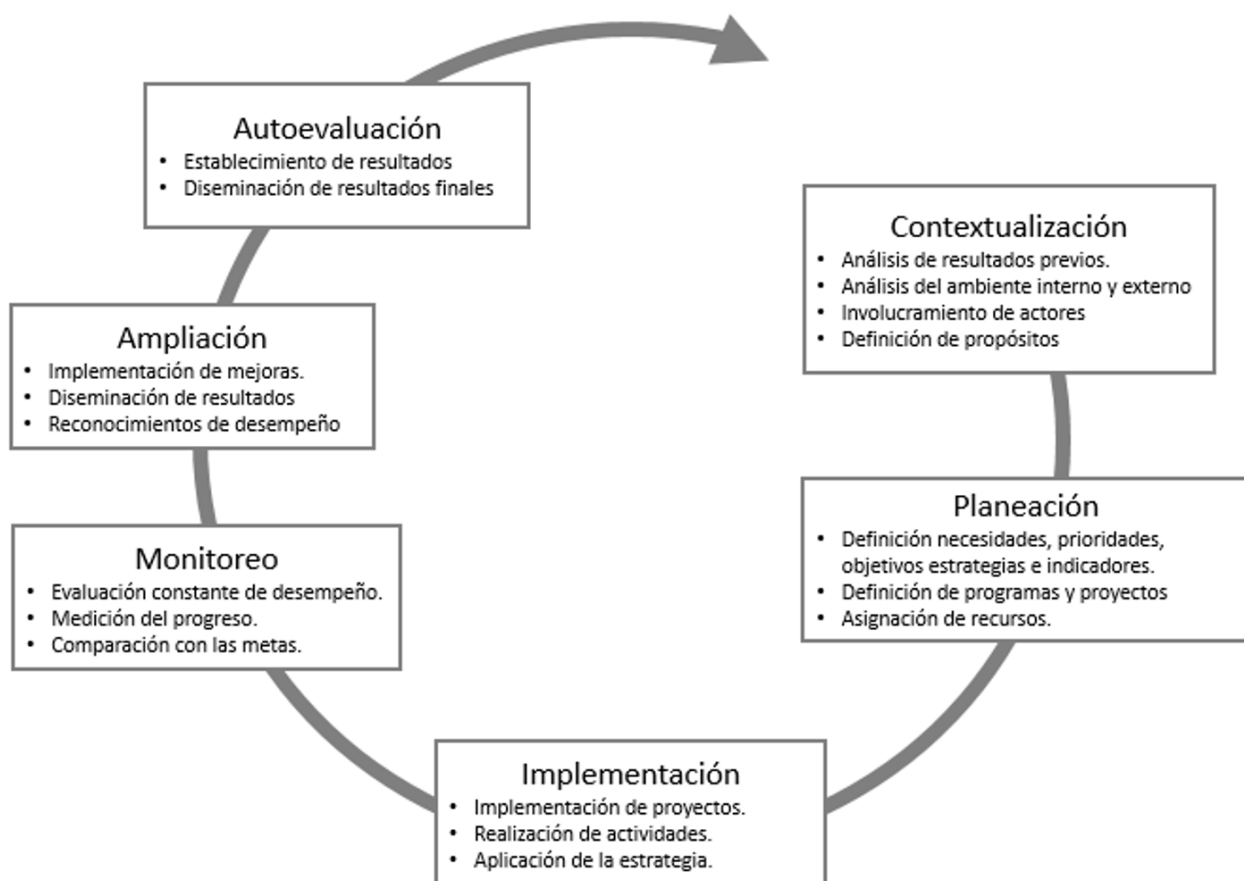 Autoevaluación
• Establecimiento de resultados
• Diseminación de resultados finales
Contextualización
• Análisis de resultados previos.
• Análisis del ambiente interno y externo
• Involucramiento de actores
• Definición de propósitos
Planeación
• Definición necesidades, prioridades,
objetivos estrategias e indicadores.
• Definición de programas y proyectos
• Asignación de recursos.
Implementación
• Implementación de proyectos.
• Realización de actividades.
• Aplicación de la estrategia.
Monitoreo
• Evaluación constante de desempeño.
• Medición del progreso.
• Comparación con las metas.
Ampliación
• Implementación de mejoras.
• Diseminación de resultados
• Reconocimientos de desempeño